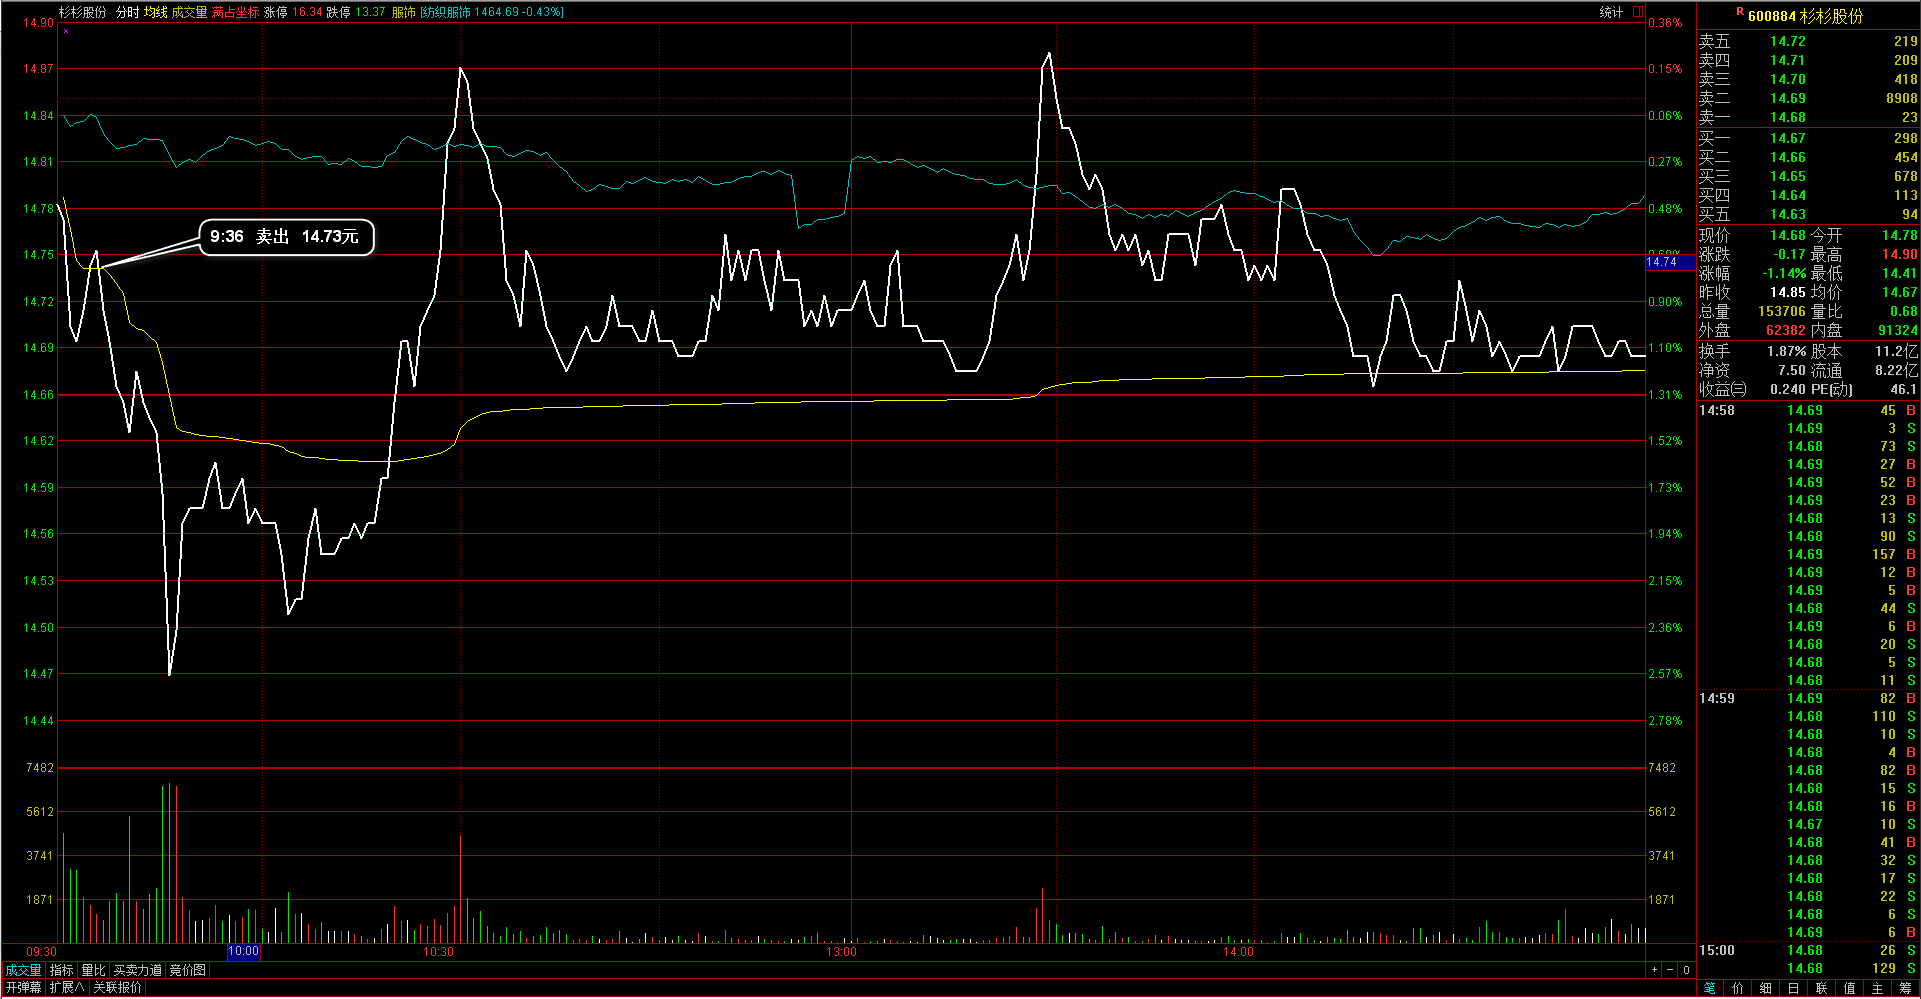 杉杉股份 分时 均线 成交量 满占坐标 涨停 16.34 跌停 13.37 服饰 [纺织服饰 1464.69 -0.43%] 统计
14.90 0.36%
14.87 0.15%
14.84 0.06%
14.81 0.27%
14.78 0.48%
9:36 卖出 14.73元
14.75
14.74
14.72 0.90%
14.69 1.10%
14.66 1.31%
14.62 1.52%
14.59 1.73%
14.56 1.94%
14.53 2.15%
14.50 2.36%
14.47 2.57%
14.44 2.78%
7482 7482
5612 5612
3741 3741
1871 1871
09:30 10:00 10:30 13:00 14:00
成交量 指标 量比 买卖力道 竞价图 + - 0
开弹幕 扩展∧ 关联报价
R 600884 杉杉股份
卖五 14.72 219
卖四 14.71 209
卖三 14.70 418
卖二 14.69 8908
卖一 14.68 23
买一 14.67 298
买二 14.66 454
买三 14.65 678
买四 14.64 113
买五 14.63 94
现价 14.68 今开 14.78
涨跌 -0.17 最高 14.90
涨幅 -1.14% 最低 14.41
昨收 14.85 均价 14.67
总量 153706 量比 0.68
外盘 62382 内盘 91324
换手 1.87% 股本 11.2亿
净资 7.50 流通 8.22亿
收益㈢ 0.240 PE(动) 46.1
14:58 14.69 45 B
14.69 3 S
14.68 73 S
14.69 27 B
14.69 52 B
14.69 23 B
14.68 13 S
14.68 90 S
14.69 157 B
14.69 12 B
14.69 5 B
14.68 44 S
14.69 6 B
14.68 20 S
14.68 5 S
14.68 11 S
14:59 14.69 82 B
14.68 110 S
14.68 10 S
14.68 4 B
14.68 82 B
14.68 15 S
14.68 16 B
14.67 10 S
14.68 41 B
14.68 32 S
14.68 17 S
14.68 22 S
14.68 6 S
14.69 6 B
15:00 14.68 26 S
14.68 129 S
笔 价 细 日 联 值 主 筹